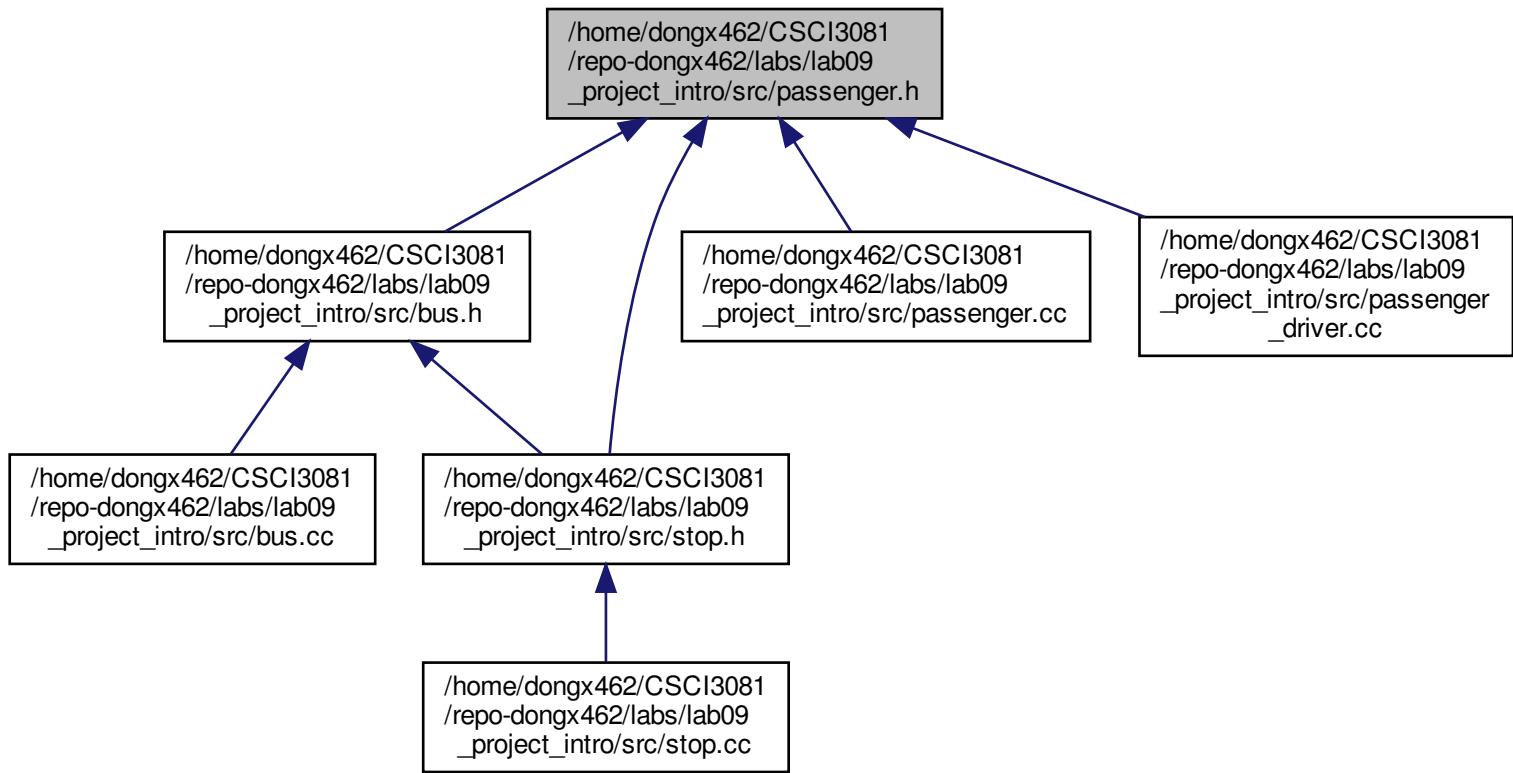 /home/dongx462/CSCI3081
/repo-dongx462/labs/lab09
_project_intro/src/passenger.h
/home/dongx462/CSCI3081
/repo-dongx462/labs/lab09
_project_intro/src/bus.h
/home/dongx462/CSCI3081
/repo-dongx462/labs/lab09
_project_intro/src/passenger.cc
/home/dongx462/CSCI3081
/repo-dongx462/labs/lab09
_project_intro/src/passenger
_driver.cc
/home/dongx462/CSCI3081
/repo-dongx462/labs/lab09
_project_intro/src/bus.cc
/home/dongx462/CSCI3081
/repo-dongx462/labs/lab09
_project_intro/src/stop.h
/home/dongx462/CSCI3081
/repo-dongx462/labs/lab09
_project_intro/src/stop.cc